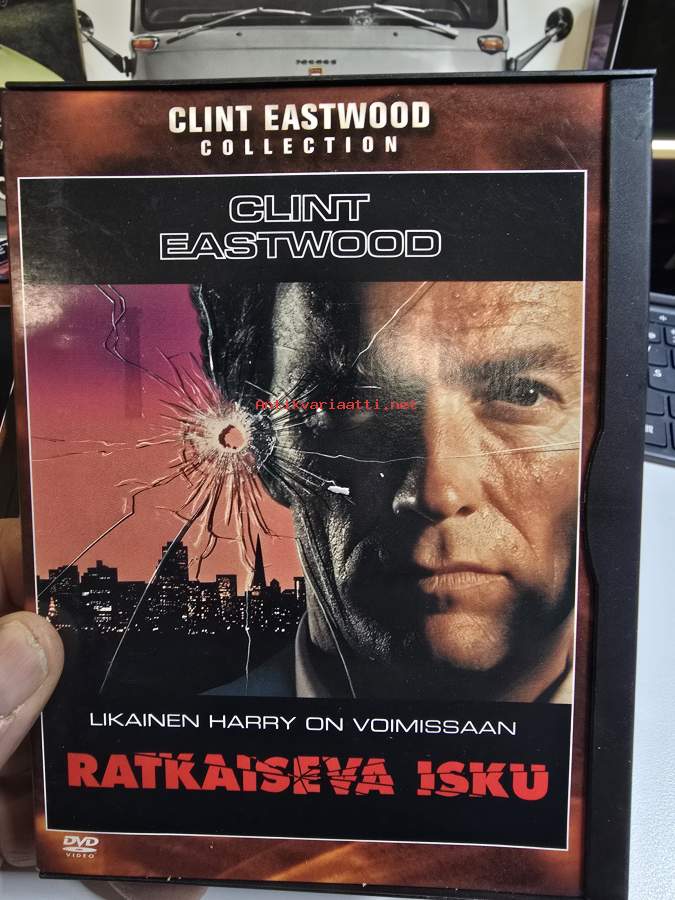 CLINT EASTWOOD
COLLECTION
CLINT
EASTWOOD
Antikvariaatti.net
LIKAINEN HARRY ON VOIMISSAAN
RATKAISEVA ISKU
DVD
VIDEO